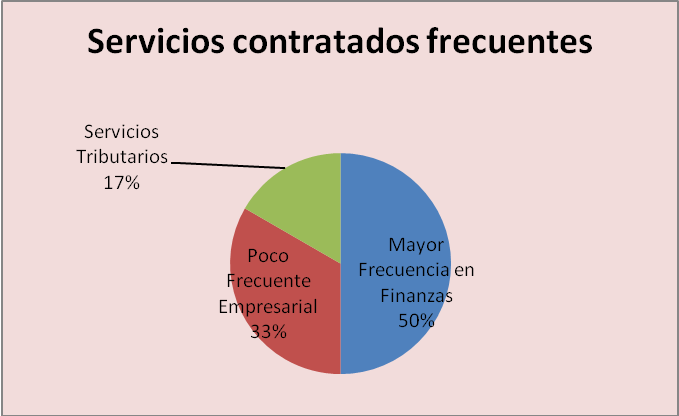 Servicios contratados frecuentes
Servicios
Tributarios
17%
Poco
Frecuente
Empresarial
33%
Mayor
Frecuencia en
Finanzas
50%